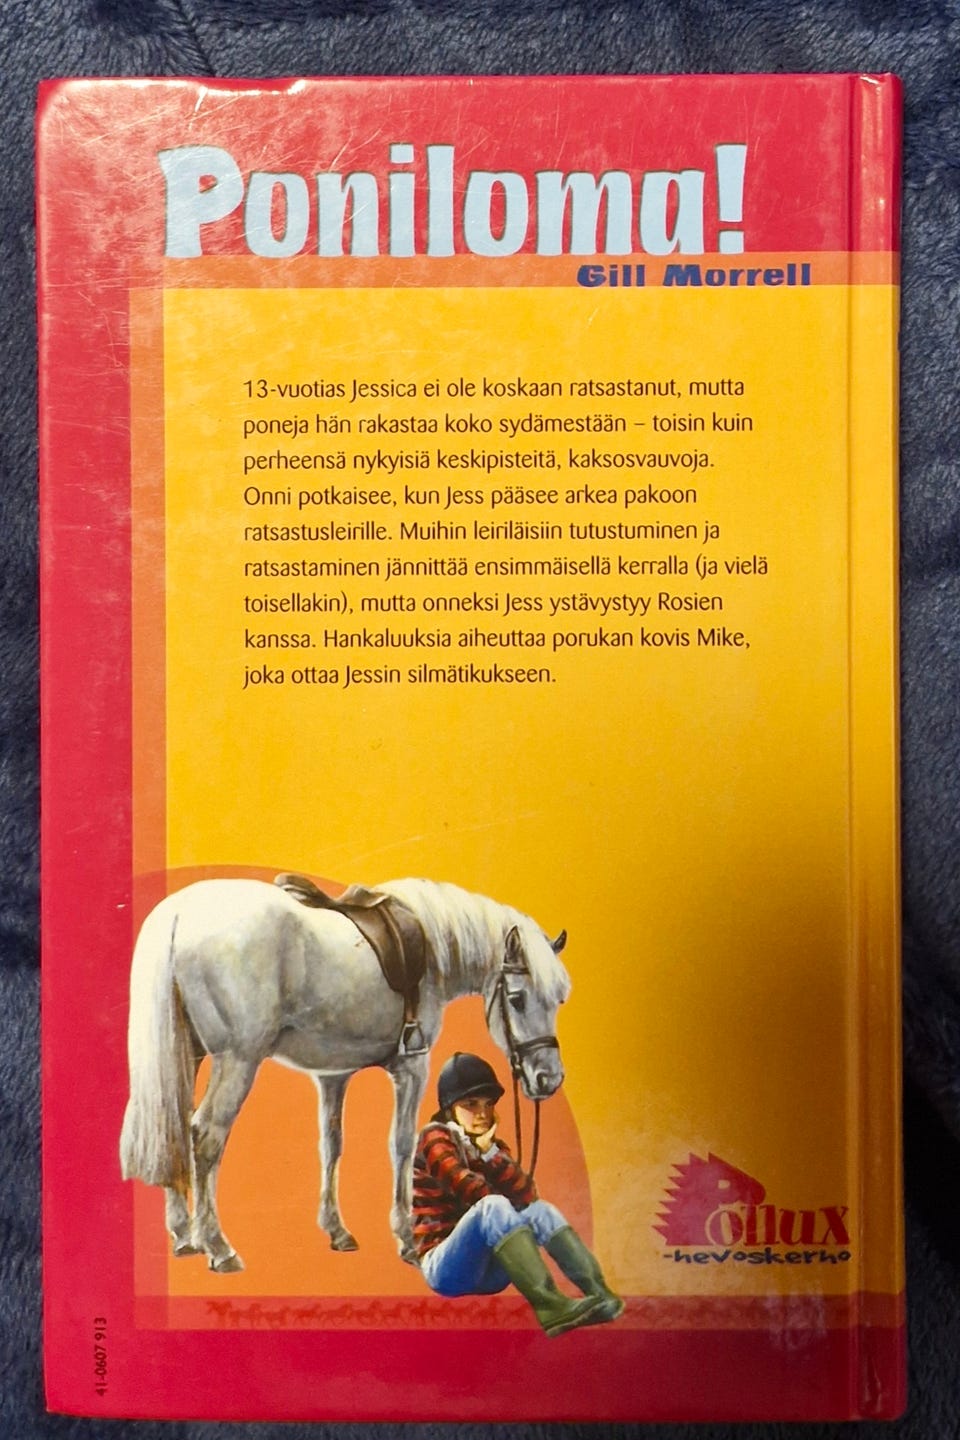 Poniloma!
Gill Morrell
13-vuotias Jessica ei ole koskaan ratsastanut, mutta
poneja hän rakastaa koko sydämestään – toisin kuin
perheensä nykyisiä keskipisteitä, kaksosvauvoja.
Onni potkaisee, kun Jess pääsee arkea pakoon
ratsastusleirille. Muihin leiriläisiin tutustuminen ja
ratsastaminen jännittää ensimmäisellä kerralla (ja vielä
toisellakin), mutta onneksi Jess ystävystyy Rosien
kanssa. Hankaluuksia aiheuttaa porukan kovis Mike,
joka ottaa Jessin silmätikukseen.
Pollux
-hevoskerho
41-0607 913